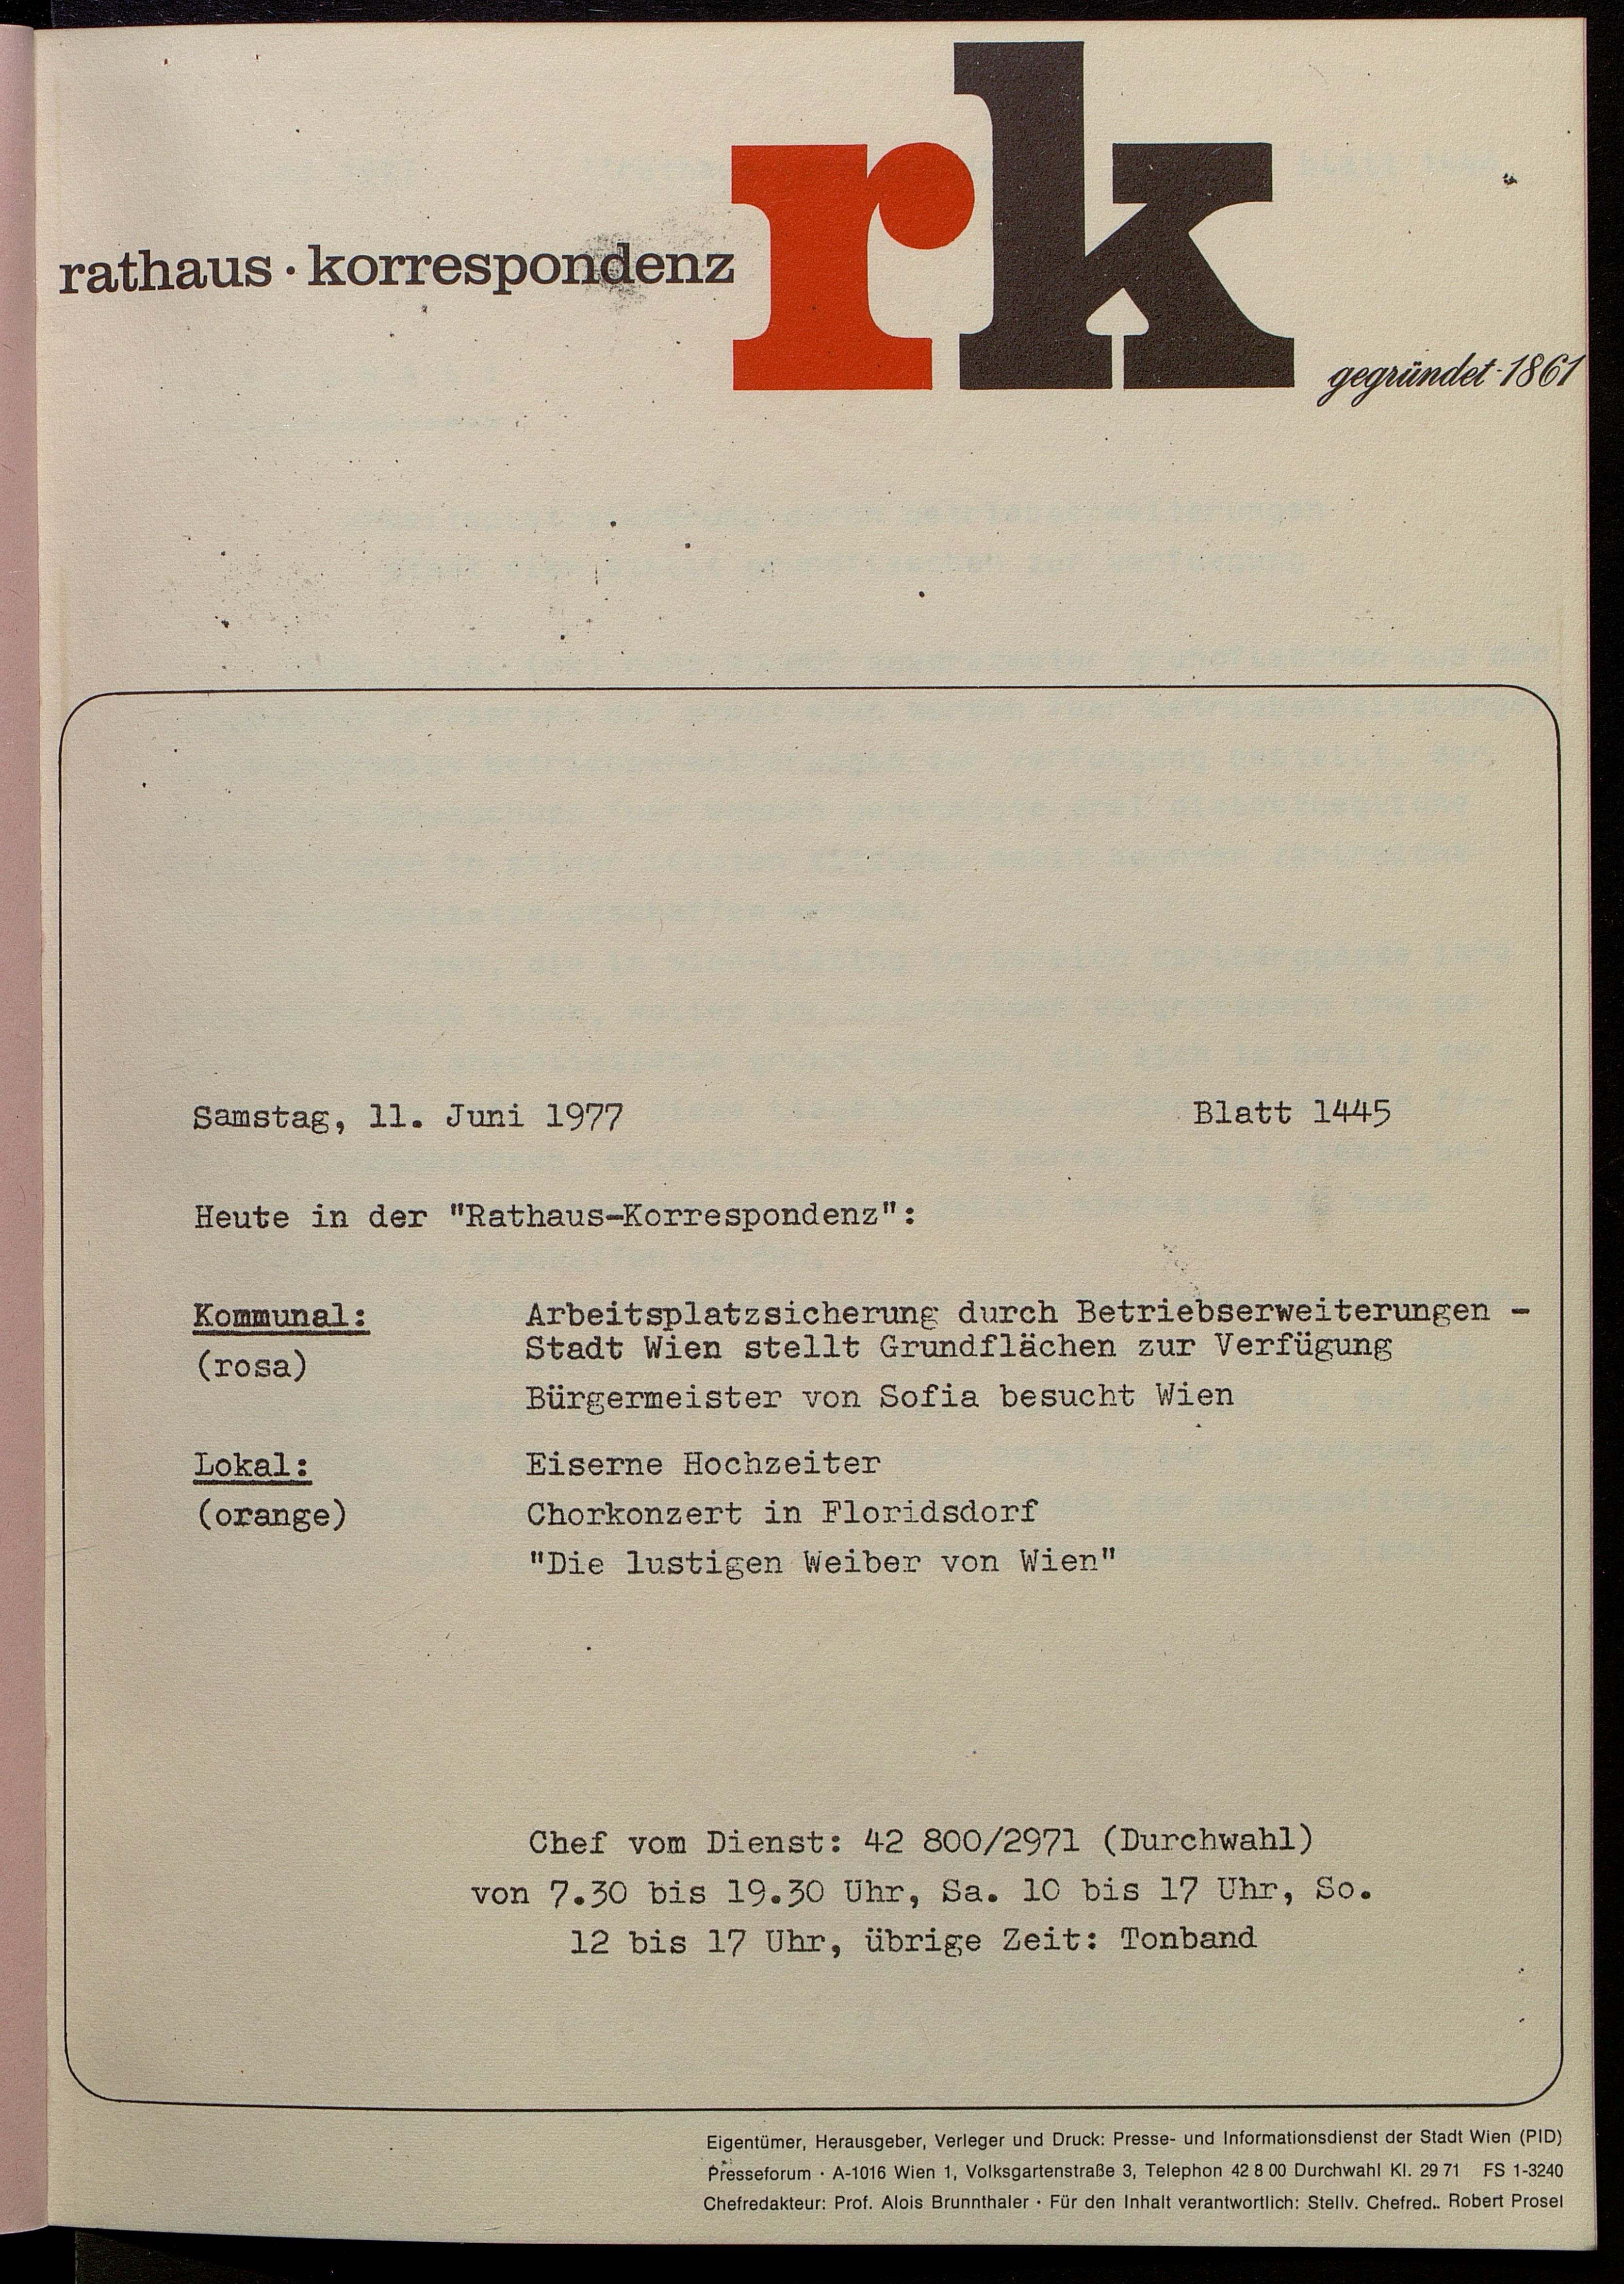 rk
rathaus · korrespondenz
gegründet 1861
Samstag, 11. Juni 1977 Blatt 1445
Heute in der "Rathaus-Korrespondenz":
Kommunal: Arbeitsplatzsicherung durch Betriebserweiterungen -
Stadt Wien stellt Grundflächen zur Verfügung
(rosa)
Bürgermeister von Sofia besucht Wien
Lokal: Eiserne Hochzeiter
(orange) Chorkonzert in Floridsdorf
"Die lustigen Weiber von Wien"
Chef vom Dienst: 42 800/2971 (Durchwahl)
von 7.30 bis 19.30 Uhr, Sa. 10 bis 17 Uhr, So.
12 bis 17 Uhr, übrige Zeit: Tonband
Eigentümer, Herausgeber, Verleger und Druck: Presse- und Informationsdienst der Stadt Wien (PID)
Presseforum · A-1016 Wien 1, Volksgartenstraße 3, Telephon 42 8 00 Durchwahl Kl. 29 71 FS 1-3240
Chefredakteur: Prof. Alois Brunnthaler · Für den Inhalt verantwortlich: Stellv. Chefred.. Robert Prosel